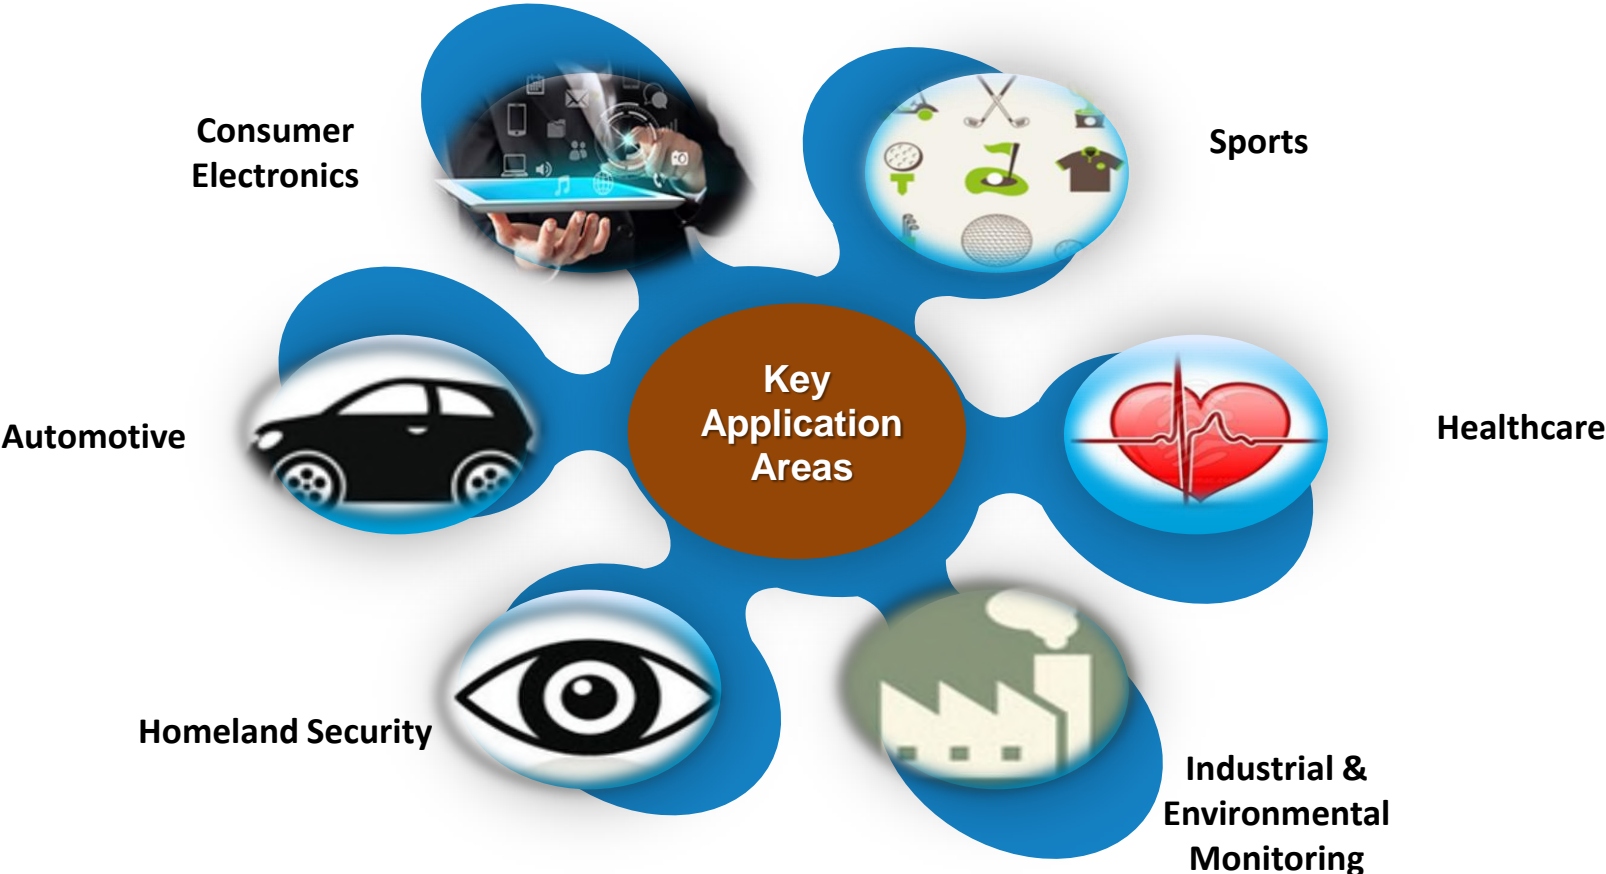 Consumer
Electronics
Sports
Key
Application
Areas
Automotive
Healthcare
Homeland Security
Industrial &
Environmental
Monitoring